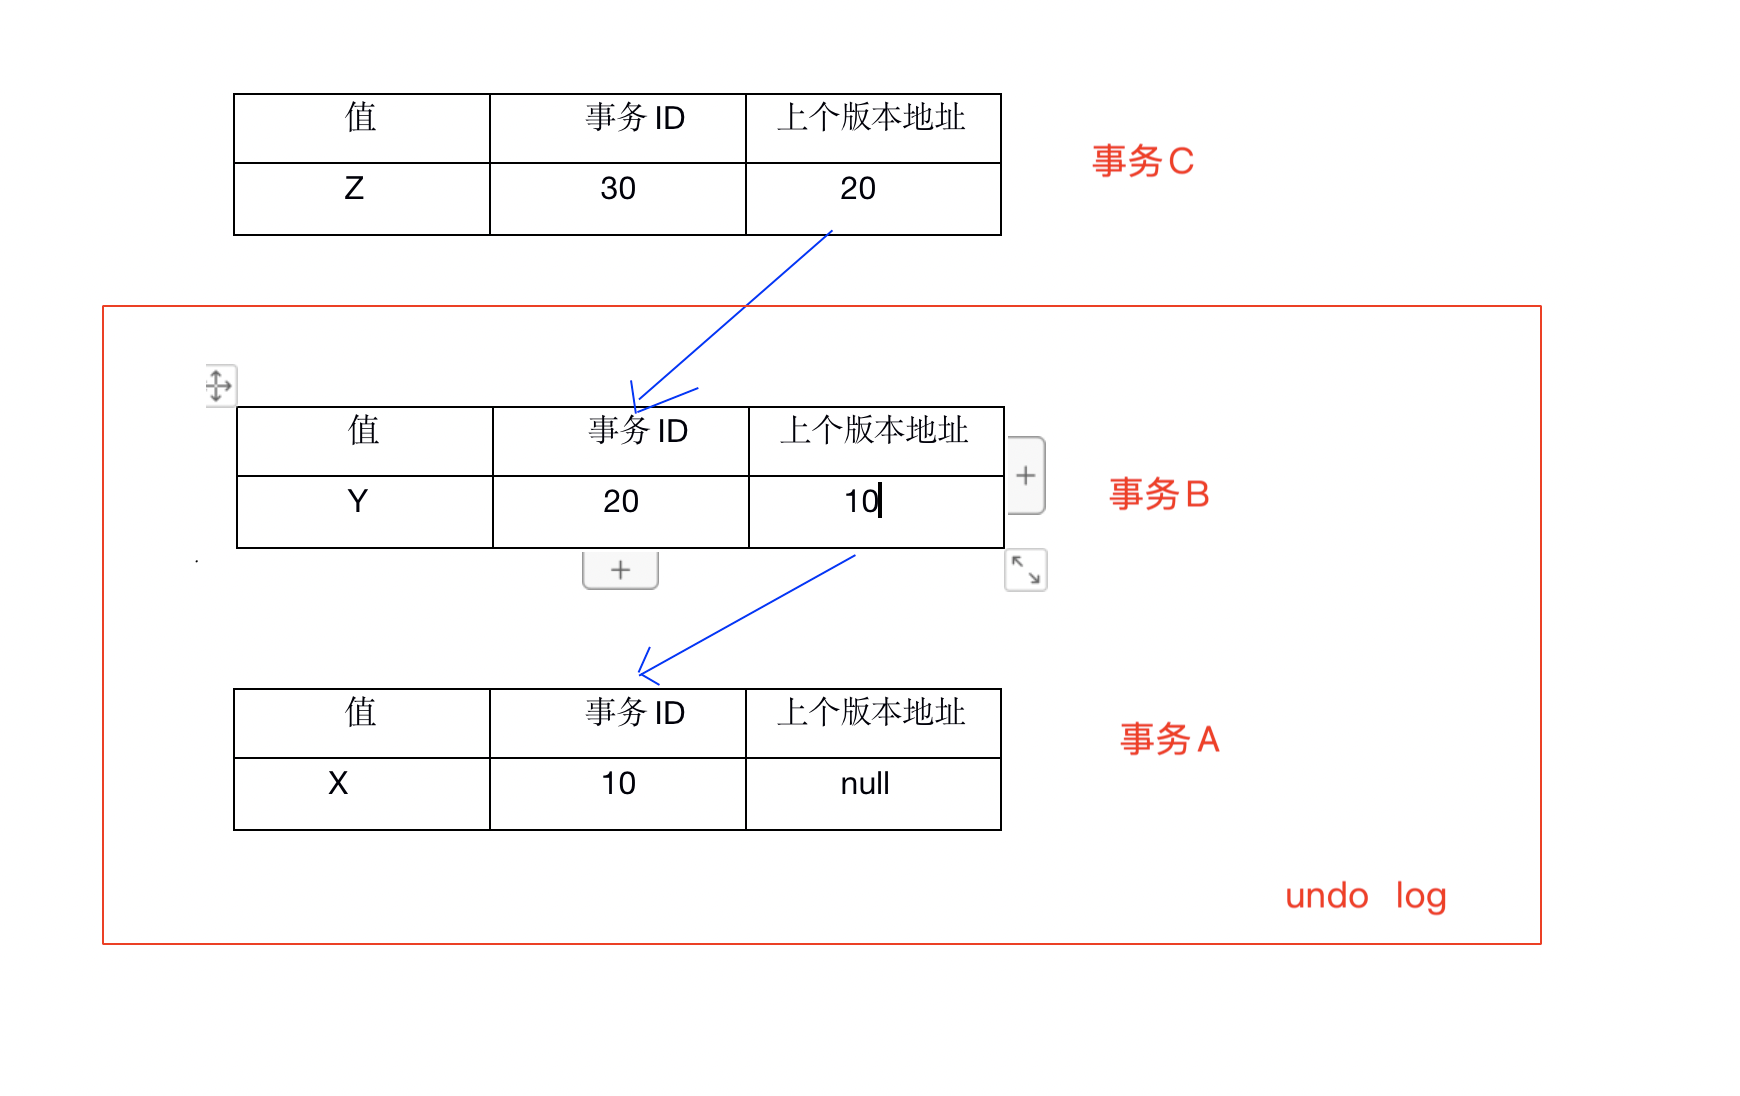 值 事务 ID 上个版本地址
Z 30 20
事务C
值 事务 ID 上个版本地址
Y 20 10
事务B
值 事务 ID 上个版本地址
X 10 null
事务A
undo log